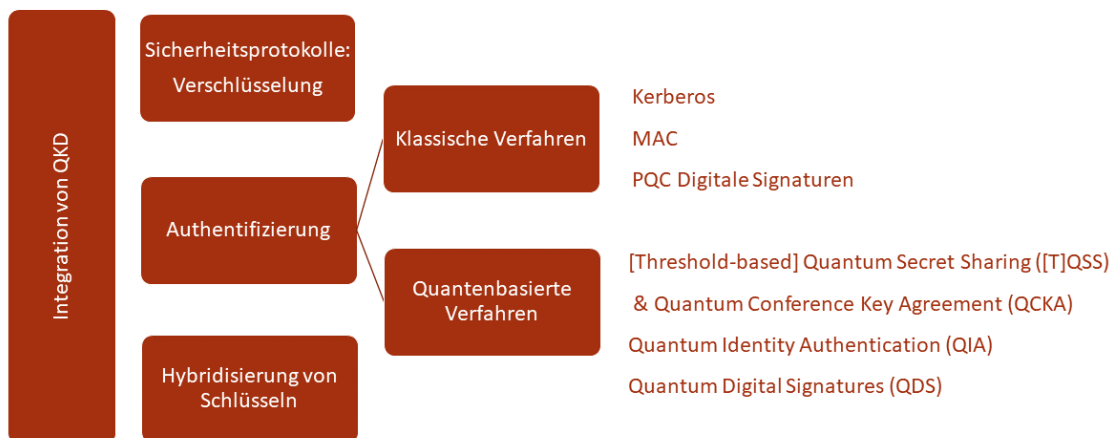 Integration von QKD
Sicherheitsprotokolle:
Verschlüsselung
Authentifizierung
Klassische Verfahren
Kerberos
MAC
PQC Digitale Signaturen
Quantenbasierte
Verfahren
[Threshold-based] Quantum Secret Sharing ([T]QSS)
& Quantum Conference Key Agreement (QCKA)
Quantum Identity Authentication (QIA)
Quantum Digital Signatures (QDS)
Hybridisierung von
Schlüsseln